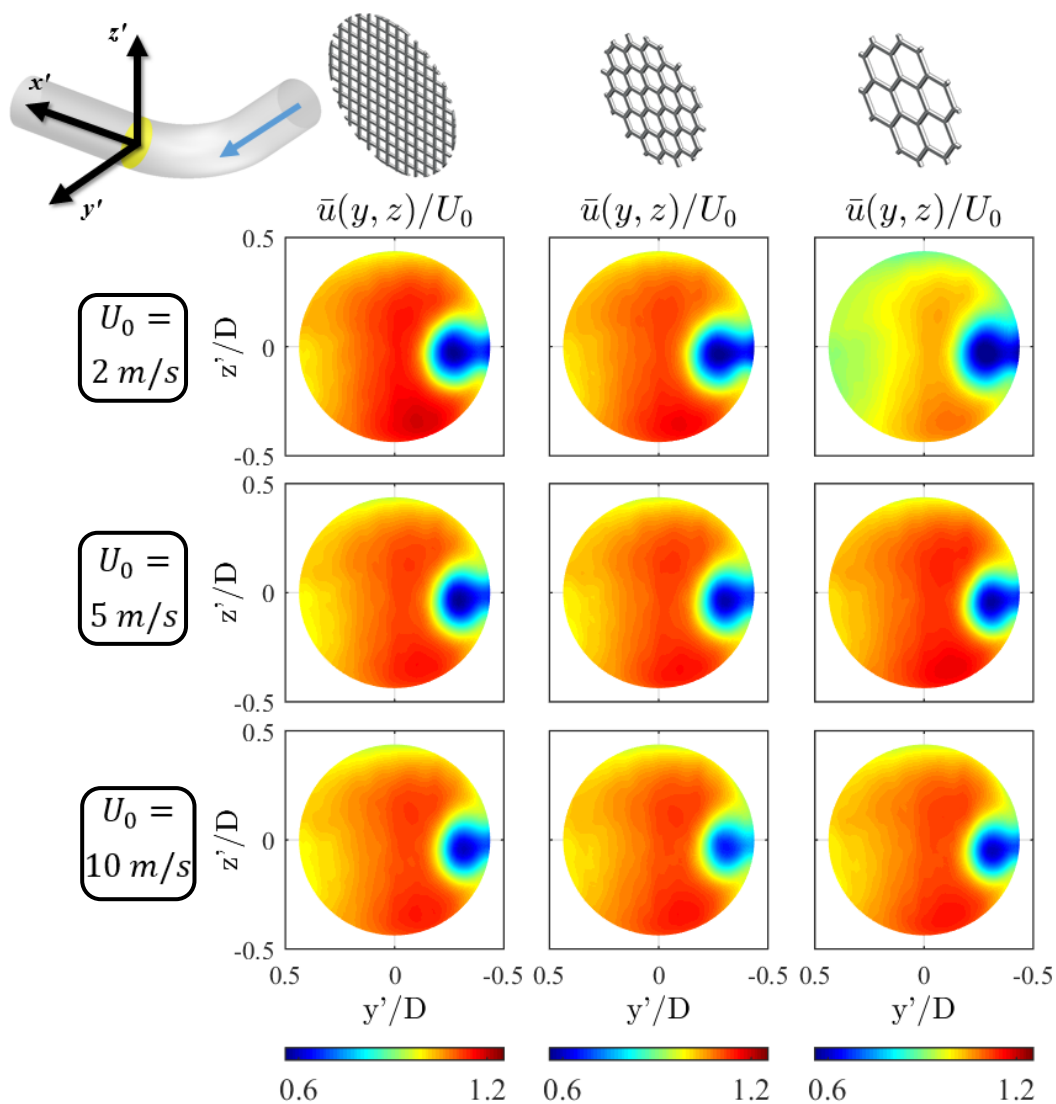 z'
x'
y'
ū(y, z)/U₀ ū(y, z)/U₀ ū(y, z)/U₀
0.5
U₀ =
2 m/s
z'/D
0
-0.5
0.5
U₀ =
5 m/s
z'/D
0
-0.5
0.5
U₀ =
10 m/s
z'/D
0
-0.5
0.5 0 -0.5 0.5 0 -0.5 0.5 0 -0.5
y'/D y'/D y'/D
0.6 1.2 0.6 1.2 0.6 1.2